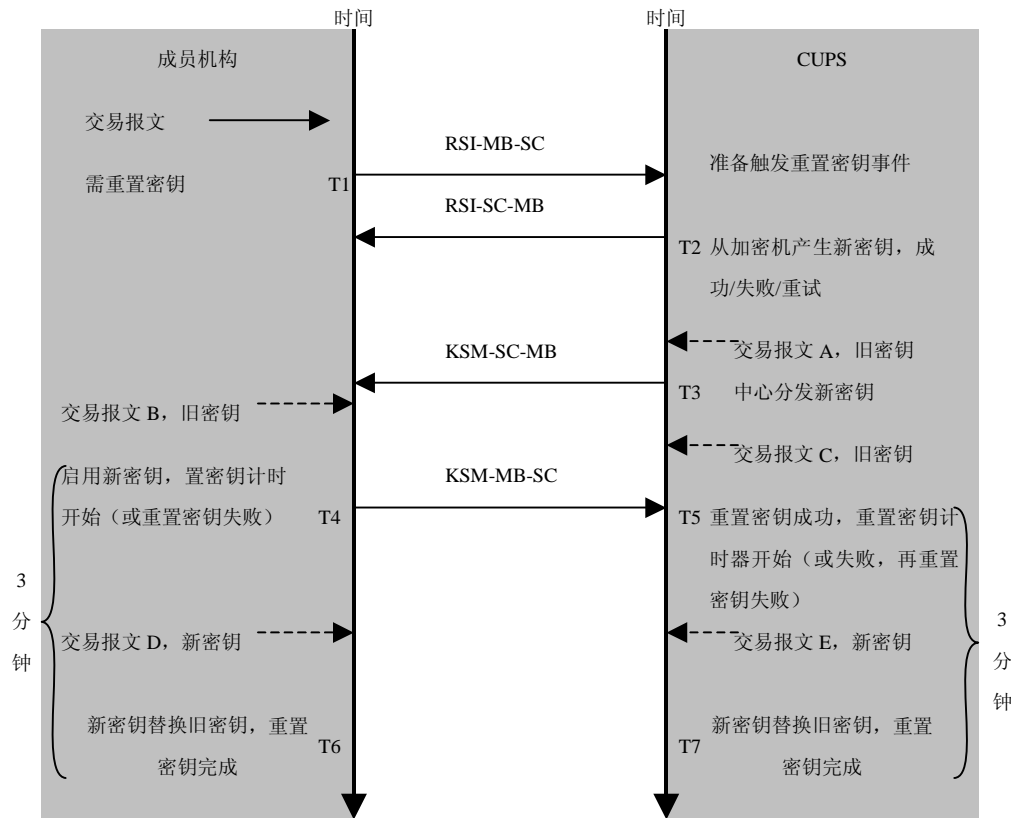 时间
时间
成员机构
CUPS
交易报文
RSI-MB-SC
准备触发重置密钥事件
需重置密钥
T1
RSI-SC-MB
T2 从加密机产生新密钥，成
功/失败/重试
交易报文 A，旧密钥
KSM-SC-MB
T3 中心分发新密钥
交易报文 B，旧密钥
交易报文 C，旧密钥
启用新密钥，置密钥计时
开始（或重置密钥失败）
T4
KSM-MB-SC
T5 重置密钥成功，重置密钥计
时器开始（或失败，再重置
密钥失败）
3
分
钟
交易报文 D，新密钥
交易报文 E，新密钥
3
分
钟
新密钥替换旧密钥，重置
密钥完成
T6
T7
新密钥替换旧密钥，重置
密钥完成